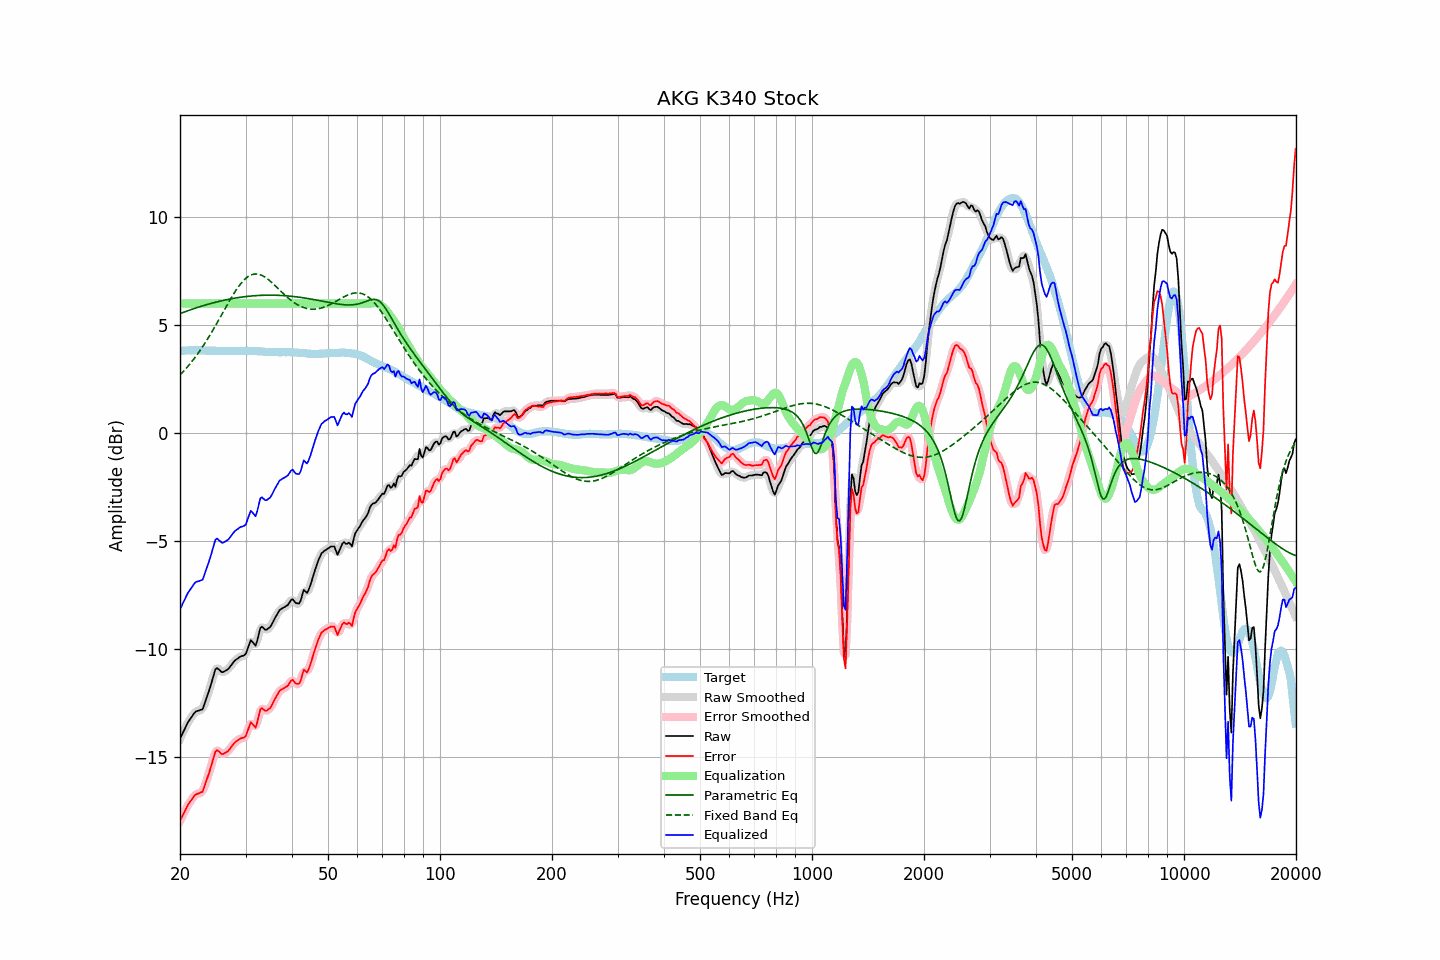 AKG K340 Stock
Amplitude (dBr)
10
5
0
−5
−10
−15
Target
Raw Smoothed
Error Smoothed
Raw
Error
Equalization
Parametric Eq
Fixed Band Eq
Equalized
20 50 100 200 500 1000 2000 5000 10000 20000
Frequency (Hz)